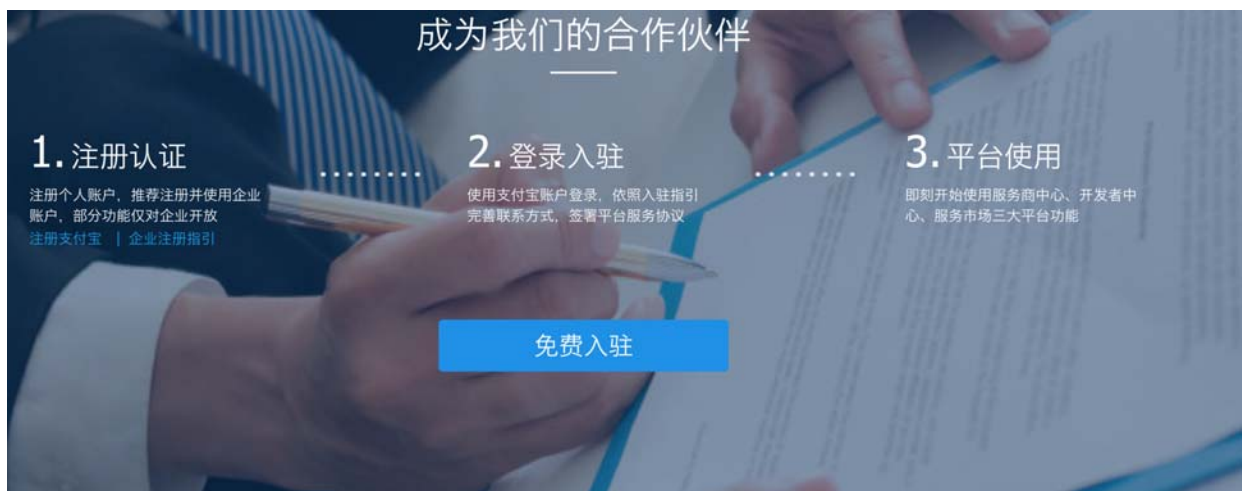 成为我们的合作伙伴
1.注册认证
注册个人账户，推荐注册并使用企业
账户，部分功能仅对企业开放
注册支付宝 | 企业注册指引
2.登录入驻
使用支付宝账户登录，依照入驻指引
完善联系方式，签署平台服务协议
3.平台使用
即刻开始使用服务商中心、开发者中
心、服务市场三大平台功能
免费入驻